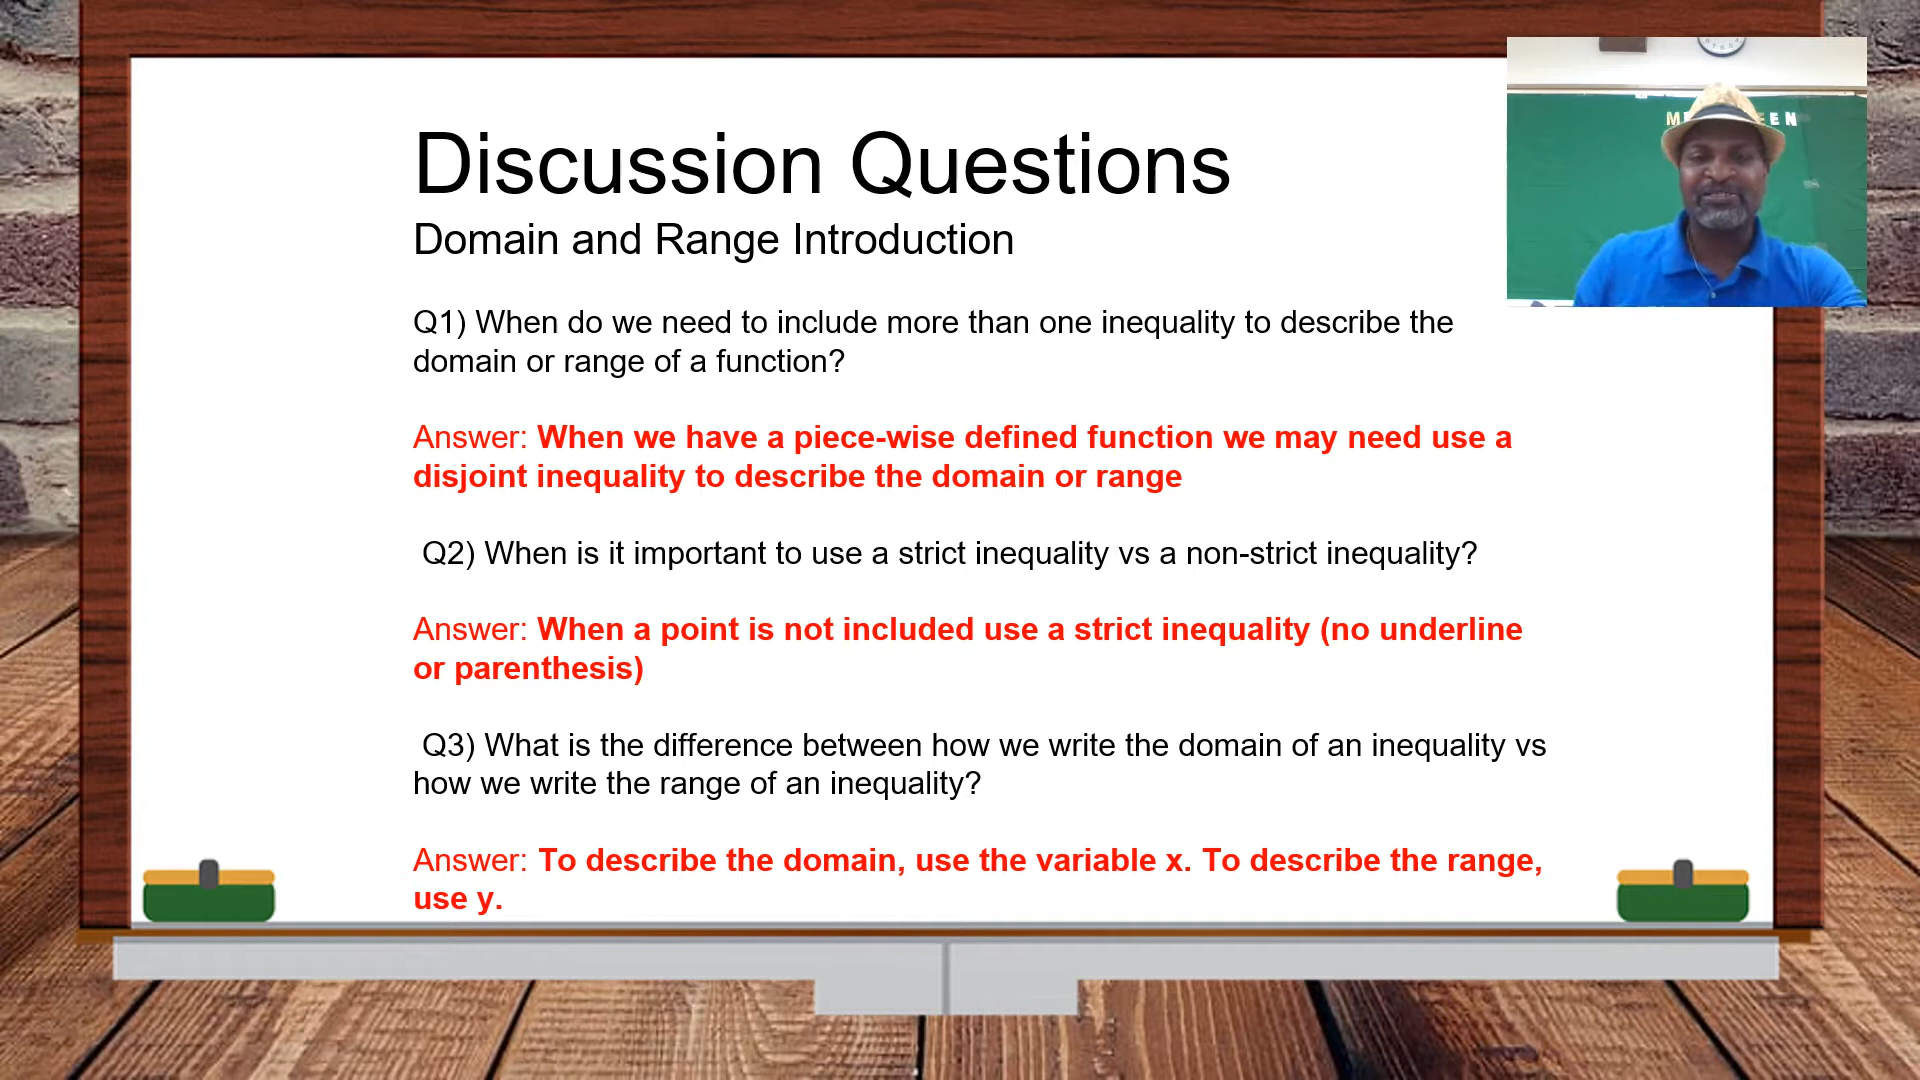 Discussion Questions
Domain and Range Introduction
Q1) When do we need to include more than one inequality to describe the
domain or range of a function?
Answer: When we have a piece-wise defined function we may need use a
disjoint inequality to describe the domain or range
Q2) When is it important to use a strict inequality vs a non-strict inequality?
Answer: When a point is not included use a strict inequality (no underline
or parenthesis)
Q3) What is the difference between how we write the domain of an inequality vs
how we write the range of an inequality?
Answer: To describe the domain, use the variable x. To describe the range,
use y.